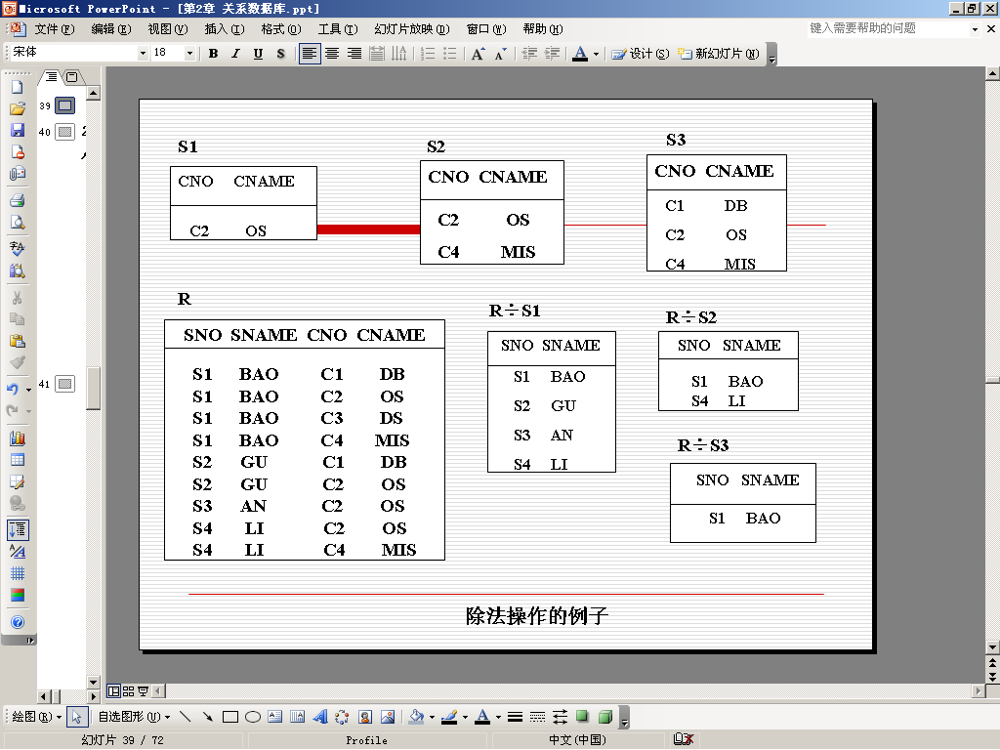 Microsoft PowerPoint - [第2章 关系数据库.ppt]
文件(F) 编辑(E) 视图(V) 插入(I) 格式(O) 工具(T) 幻灯片放映(D) 窗口(W) 帮助(H) 键入需要帮助的问题
宋体 18 B I U S A A A 设计(S) 新幻灯片(N)
39
40
41
S1
CNO CNAME
C2 OS
S2
CNO CNAME
C2 OS
C4 MIS
S3
CNO CNAME
C1 DB
C2 OS
C4 MIS
R
SNO SNAME CNO CNAME
S1 BAO C1 DB
S1 BAO C2 OS
S1 BAO C3 DS
S1 BAO C4 MIS
S2 GU C1 DB
S2 GU C2 OS
S3 AN C2 OS
S4 LI C2 OS
S4 LI C4 MIS
R÷S1
SNO SNAME
S1 BAO
S2 GU
S3 AN
S4 LI
R÷S2
SNO SNAME
S1 BAO
S4 LI
R÷S3
SNO SNAME
S1 BAO
除法操作的例子
绘图(R) 自选图形(U)
幻灯片 39 / 72 Profile 中文(中国)